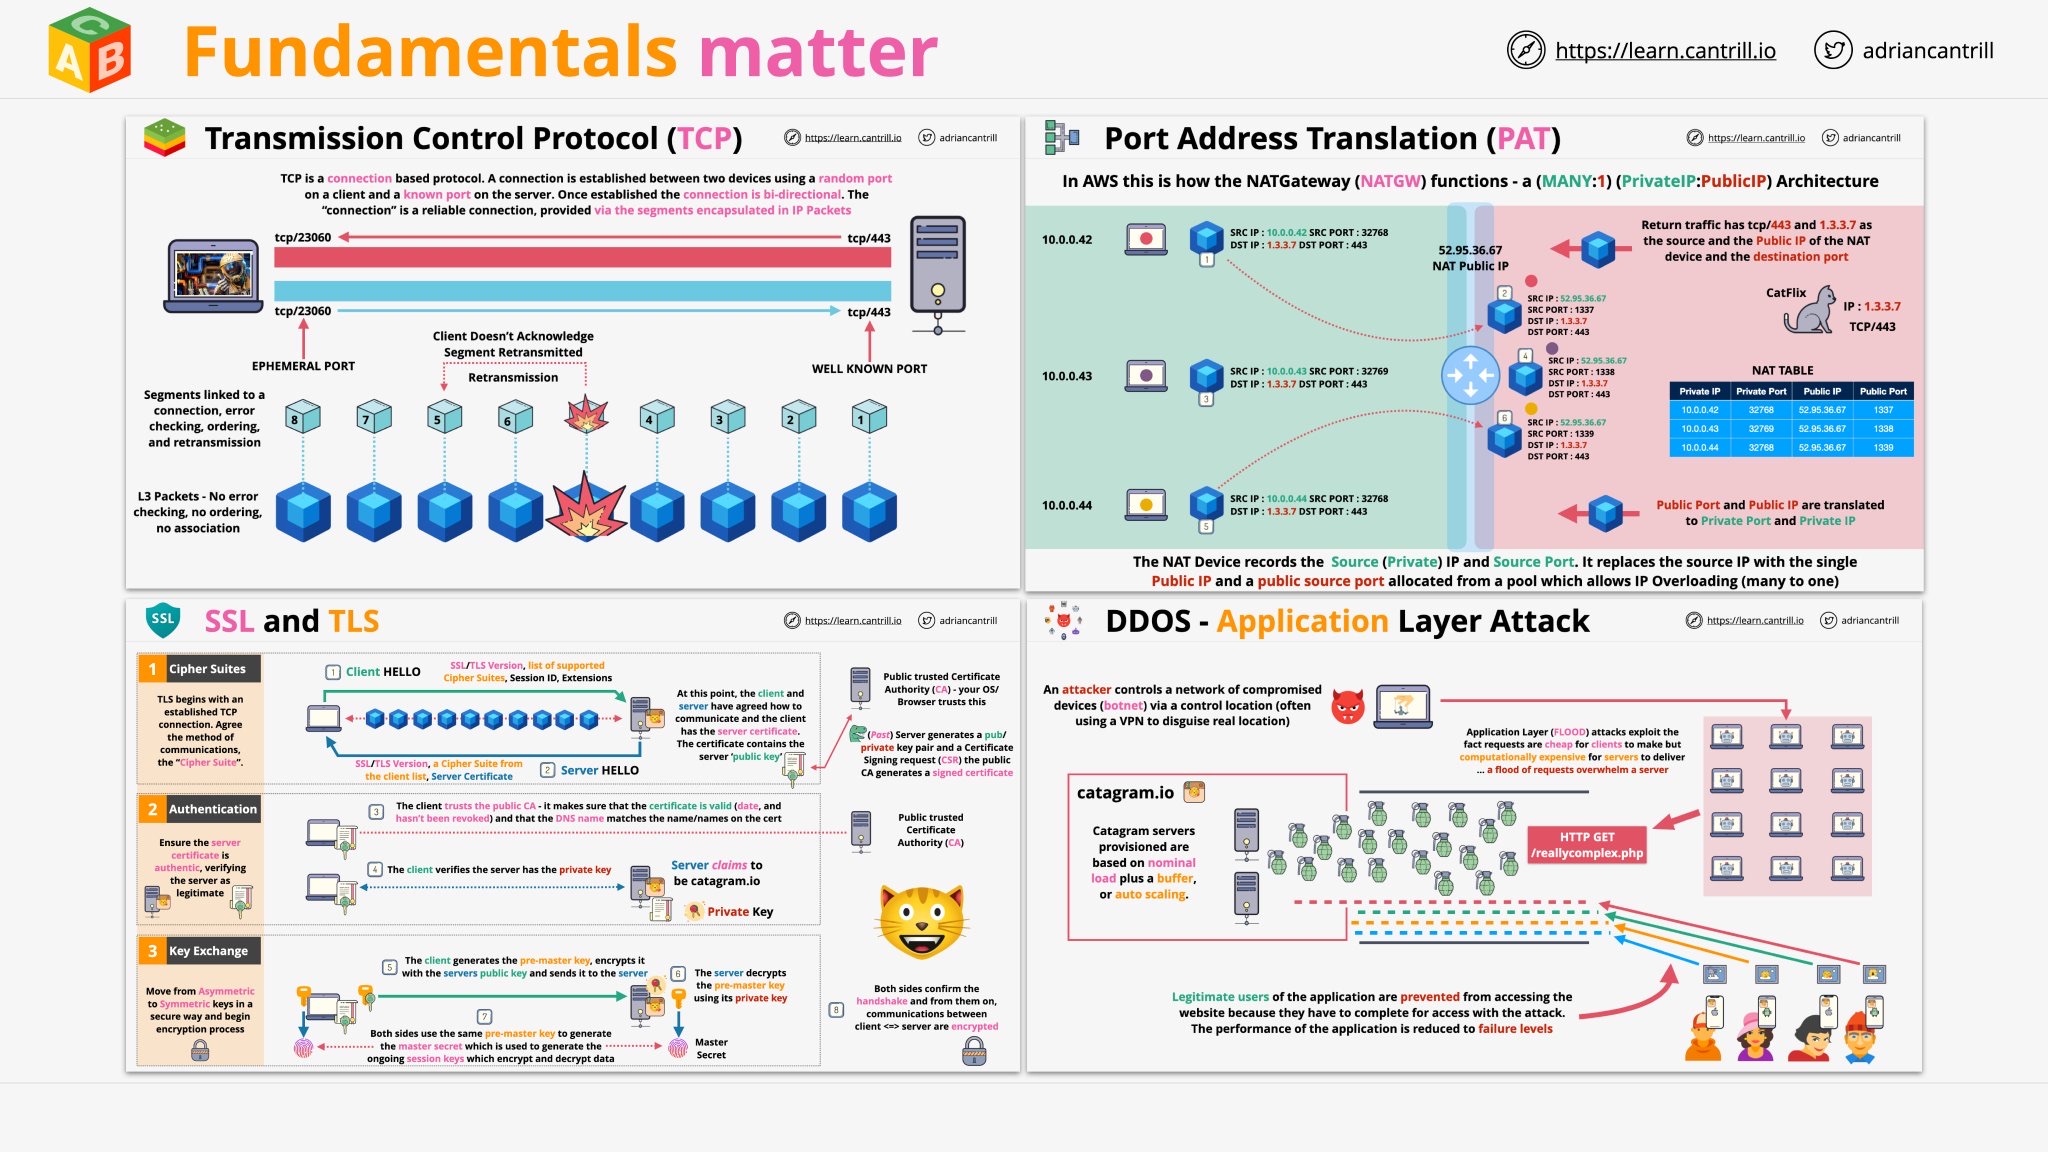 C
A B
Fundamentals matter
https://learn.cantrill.io
adriancantrill
Transmission Control Protocol (TCP)
https://learn.cantrill.io
adriancantrill
TCP is a connection based protocol. A connection is established between two devices using a random port
on a client and a known port on the server. Once established the connection is bi-directional. The
“connection” is a reliable connection, provided via the segments encapsulated in IP Packets
tcp/23060
tcp/443
tcp/23060
tcp/443
EPHEMERAL PORT
Client Doesn’t Acknowledge
Segment Retransmitted
Retransmission
WELL KNOWN PORT
Segments linked to a
connection, error
checking, ordering,
and retransmission
8 7 5 6 4 3 2 1
L3 Packets - No error
checking, no ordering,
no association
Port Address Translation (PAT)
https://learn.cantrill.io
adriancantrill
In AWS this is how the NATGateway (NATGW) functions - a (MANY:1) (PrivateIP:PublicIP) Architecture
10.0.0.42
1
SRC IP : 10.0.0.42 SRC PORT : 32768
DST IP : 1.3.3.7 DST PORT : 443
52.95.36.67
NAT Public IP
Return traffic has tcp/443 and 1.3.3.7 as
the source and the Public IP of the NAT
device and the destination port
2
SRC IP : 52.95.36.67
SRC PORT : 1337
DST IP : 1.3.3.7
DST PORT : 443
CatFlix
IP : 1.3.3.7
TCP/443
10.0.0.43
3
SRC IP : 10.0.0.43 SRC PORT : 32769
DST IP : 1.3.3.7 DST PORT : 443
4
SRC IP : 52.95.36.67
SRC PORT : 1338
DST IP : 1.3.3.7
DST PORT : 443
NAT TABLE
Private IP Private Port Public IP Public Port
10.0.0.42 32768 52.95.36.67 1337
10.0.0.43 32769 52.95.36.67 1338
10.0.0.44 32768 52.95.36.67 1339
6
SRC IP : 52.95.36.67
SRC PORT : 1339
DST IP : 1.3.3.7
DST PORT : 443
10.0.0.44
5
SRC IP : 10.0.0.44 SRC PORT : 32768
DST IP : 1.3.3.7 DST PORT : 443
Public Port and Public IP are translated
to Private Port and Private IP
The NAT Device records the Source (Private) IP and Source Port. It replaces the source IP with the single
Public IP and a public source port allocated from a pool which allows IP Overloading (many to one)
SSL
SSL and TLS
https://learn.cantrill.io
adriancantrill
1 Cipher Suites
TLS begins with an
established TCP
connection. Agree
the method of
communications,
the “Cipher Suite”.
1 Client HELLO
SSL/TLS Version, list of supported
Cipher Suites, Session ID, Extensions
SSL/TLS Version, a Cipher Suite from
the client list, Server Certificate
2 Server HELLO
At this point, the client and
server have agreed how to
communicate and the client
has the server certificate.
The certificate contains the
server ‘public key’
Public trusted Certificate
Authority (CA) - your OS/
Browser trusts this
(Past) Server generates a pub/
private key pair and a Certificate
Signing request (CSR) the public
CA generates a signed certificate
2 Authentication
Ensure the server
certificate is
authentic, verifying
the server as
legitimate
3
The client trusts the public CA - it makes sure that the certificate is valid (date, and
hasn’t been revoked) and that the DNS name matches the name/names on the cert
Public trusted
Certificate
Authority (CA)
4 The client verifies the server has the private key
Server claims to
be catagram.io
Private Key
3 Key Exchange
Move from Asymmetric
to Symmetric keys in a
secure way and begin
encryption process
5
The client generates the pre-master key, encrypts it
with the servers public key and sends it to the server
6
The server decrypts
the pre-master key
using its private key
7
Both sides use the same pre-master key to generate
the master secret which is used to generate the
ongoing session keys which encrypt and decrypt data
Master
Secret
8
Both sides confirm the
handshake and from them on,
communications between
client <=> server are encrypted
DDOS - Application Layer Attack
https://learn.cantrill.io
adriancantrill
An attacker controls a network of compromised
devices (botnet) via a control location (often
using a VPN to disguise real location)
Application Layer (FLOOD) attacks exploit the
fact requests are cheap for clients to make but
computationally expensive for servers to deliver
... a flood of requests overwhelm a server
catagram.io
Catagram servers
provisioned are
based on nominal
load plus a buffer,
or auto scaling.
HTTP GET
/reallycomplex.php
Legitimate users of the application are prevented from accessing the
website because they have to complete for access with the attack.
The performance of the application is reduced to failure levels